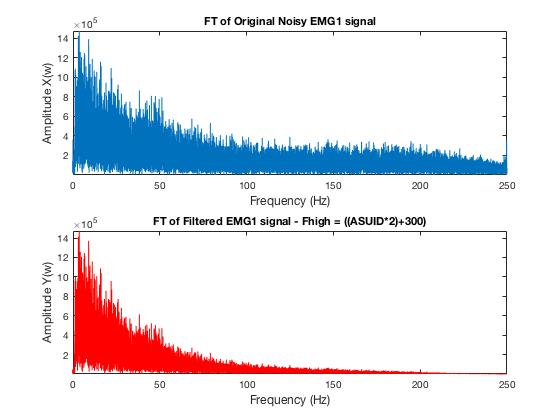 FT of Original Noisy EMG1 signal
×10⁵
14
12
10
8
6
4
2
Amplitude X(w)
0 50 100 150 200 250
Frequency (Hz)
FT of Filtered EMG1 signal - Fhigh = ((ASUID*2)+300)
×10⁵
14
12
10
8
6
4
2
Amplitude Y(w)
0 50 100 150 200 250
Frequency (Hz)